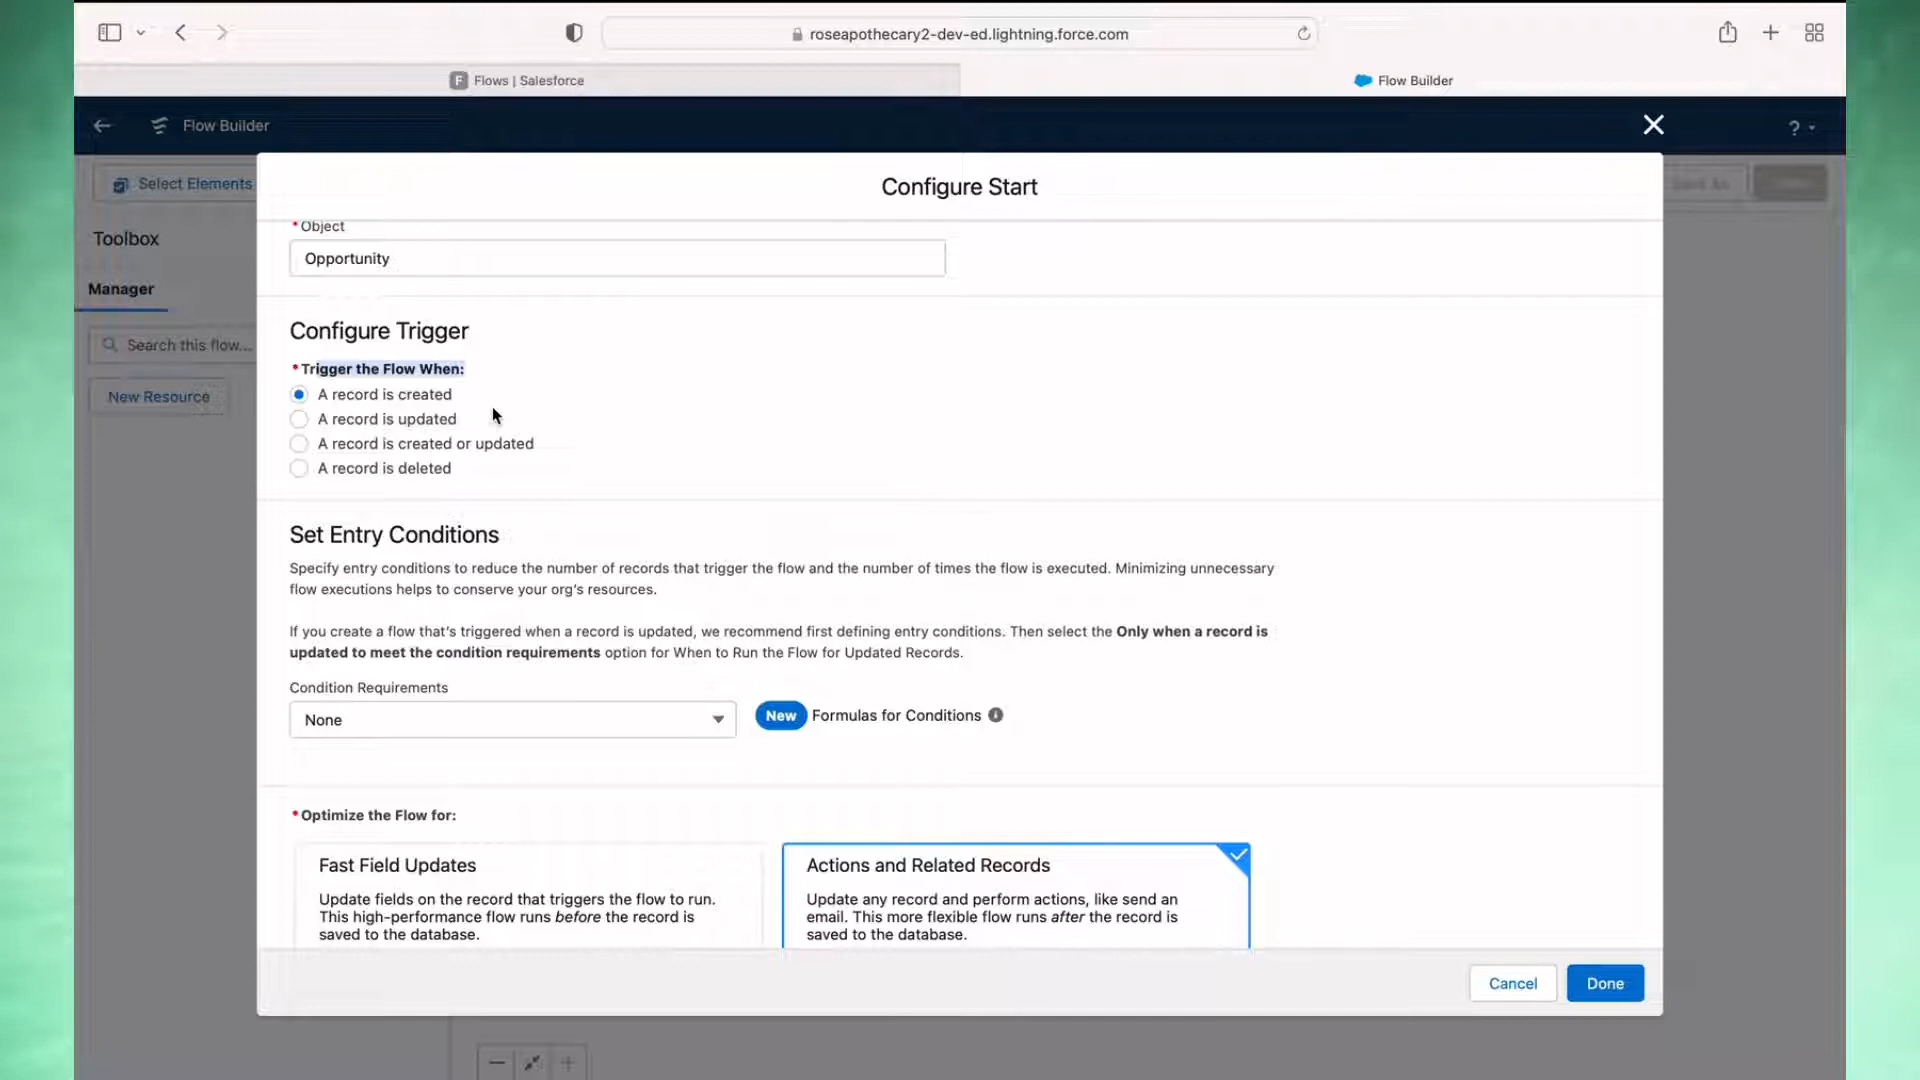 roseapothecary2-dev-ed.lightning.force.com
F Flows | Salesforce
Flow Builder
Flow Builder
? 
Select Elements
Configure Start
Toolbox
* Object
Opportunity
Manager
Configure Trigger
Search this flow...
* Trigger the Flow When:
A record is created
New Resource
A record is updated
A record is created or updated
A record is deleted
Set Entry Conditions
Specify entry conditions to reduce the number of records that trigger the flow and the number of times the flow is executed. Minimizing unnecessary
flow executions helps to conserve your org's resources.
If you create a flow that's triggered when a record is updated, we recommend first defining entry conditions. Then select the Only when a record is
updated to meet the condition requirements option for When to Run the Flow for Updated Records.
Condition Requirements
None
New Formulas for Conditions
* Optimize the Flow for:
Fast Field Updates
Update fields on the record that triggers the flow to run.
This high-performance flow runs before the record is
saved to the database.
Actions and Related Records
Update any record and perform actions, like send an
email. This more flexible flow runs after the record is
saved to the database.
Cancel
Done